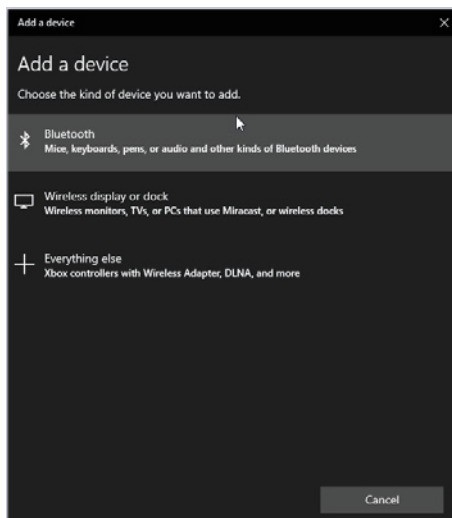 Add a device
Add a device
Choose the kind of device you want to add.
Bluetooth
Mice, keyboards, pens, or audio and other kinds of Bluetooth devices
Wireless display or dock
Wireless monitors, TVs, or PCs that use Miracast, or wireless docks
Everything else
Xbox controllers with Wireless Adapter, DLNA, and more
Cancel